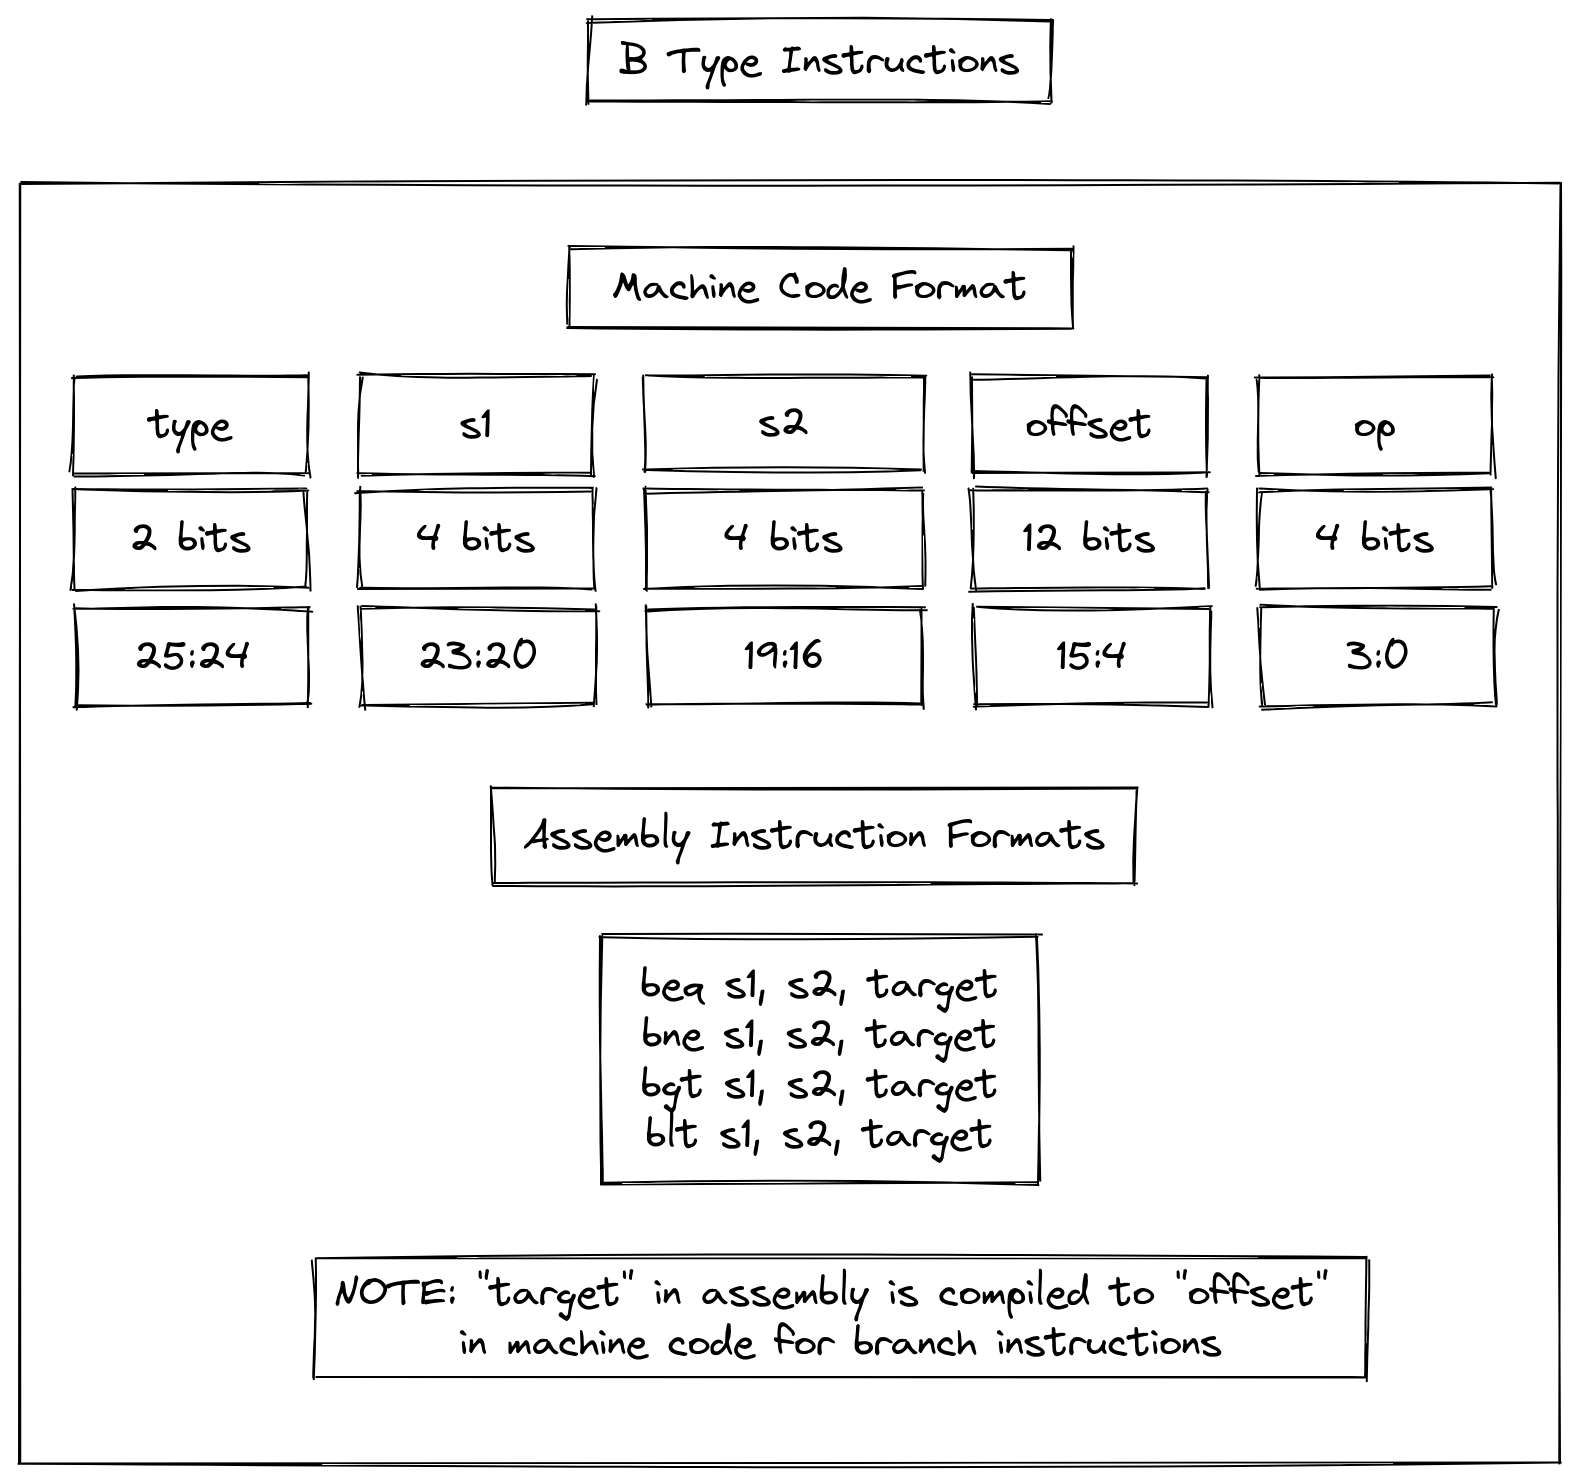 B Type Instructions
Machine Code Format
type s1 s2 offset op
2 bits 4 bits 4 bits 12 bits 4 bits
25:24 23:20 19:16 15:4 3:0
Assembly Instruction Formats
beq s1, s2, target
bne s1, s2, target
bgt s1, s2, target
blt s1, s2, target
NOTE: "target" in assembly is compiled to "offset"
in machine code for branch instructions